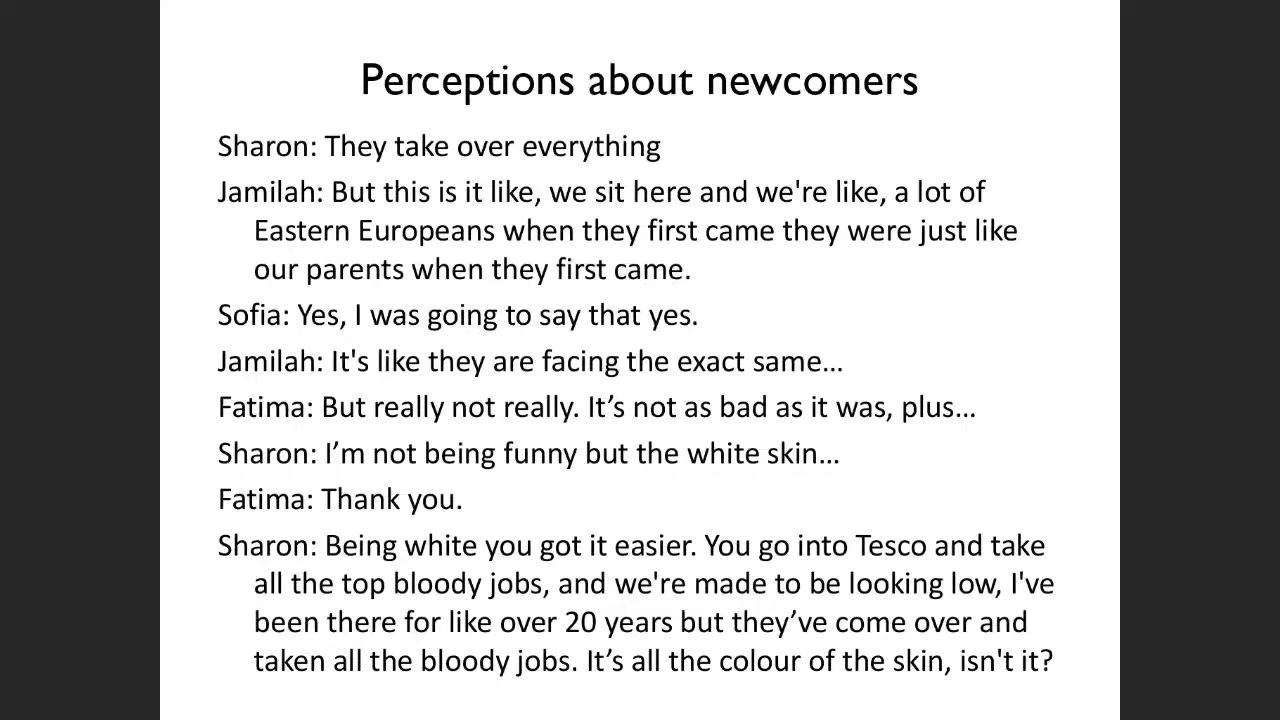 Perceptions about newcomers
Sharon: They take over everything
Jamilah: But this is it like, we sit here and we're like, a lot of
Eastern Europeans when they first came they were just like
our parents when they first came.
Sofia: Yes, I was going to say that yes.
Jamilah: It's like they are facing the exact same…
Fatima: But really not really. It’s not as bad as it was, plus…
Sharon: I’m not being funny but the white skin…
Fatima: Thank you.
Sharon: Being white you got it easier. You go into Tesco and take
all the top bloody jobs, and we're made to be looking low, I've
been there for like over 20 years but they’ve come over and
taken all the bloody jobs. It’s all the colour of the skin, isn't it?